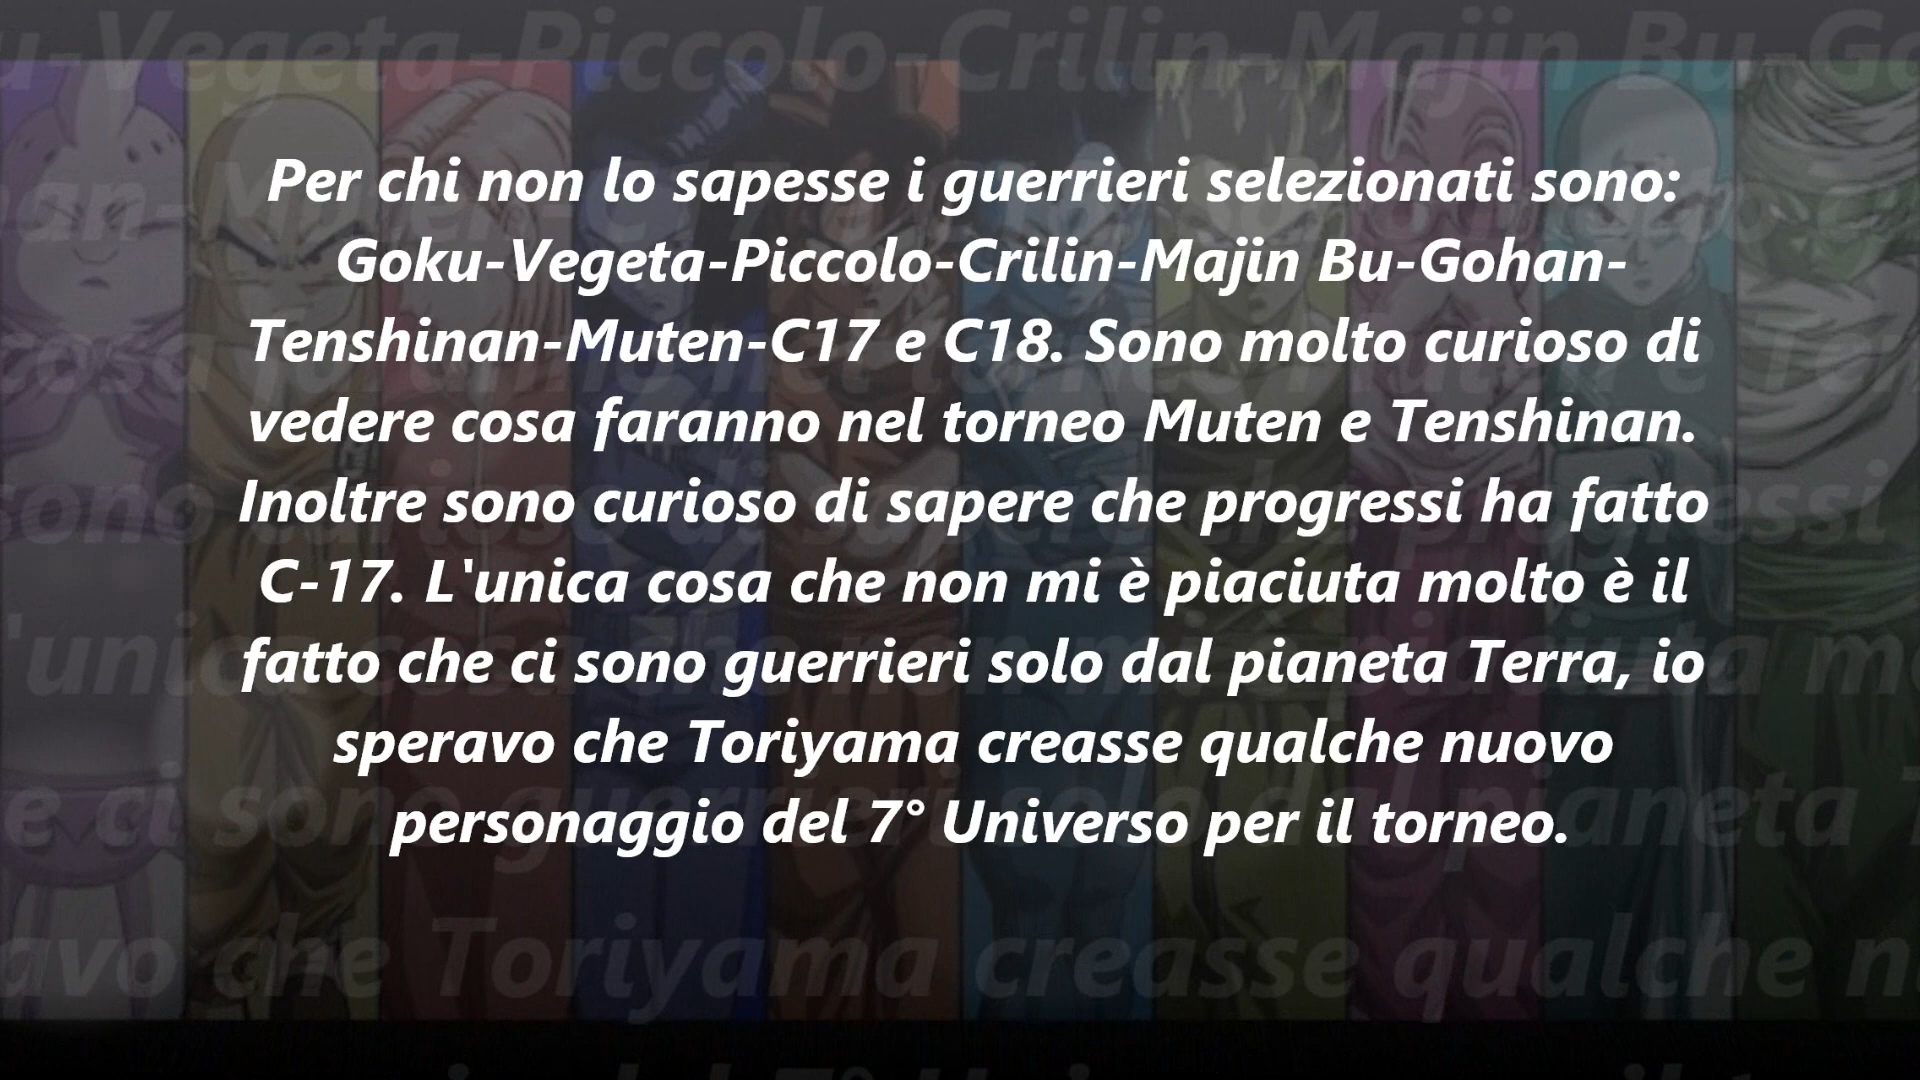 Per chi non lo sapesse i guerrieri selezionati sono:
Goku-Vegeta-Piccolo-Crilin-Majin Bu-Gohan-
Tenshinan-Muten-C17 e C18. Sono molto curioso di
vedere cosa faranno nel torneo Muten e Tenshinan.
Inoltre sono curioso di sapere che progressi ha fatto
C-17. L'unica cosa che non mi è piaciuta molto è il
fatto che ci sono guerrieri solo dal pianeta Terra, io
speravo che Toriyama creasse qualche nuovo
personaggio del 7° Universo per il torneo.